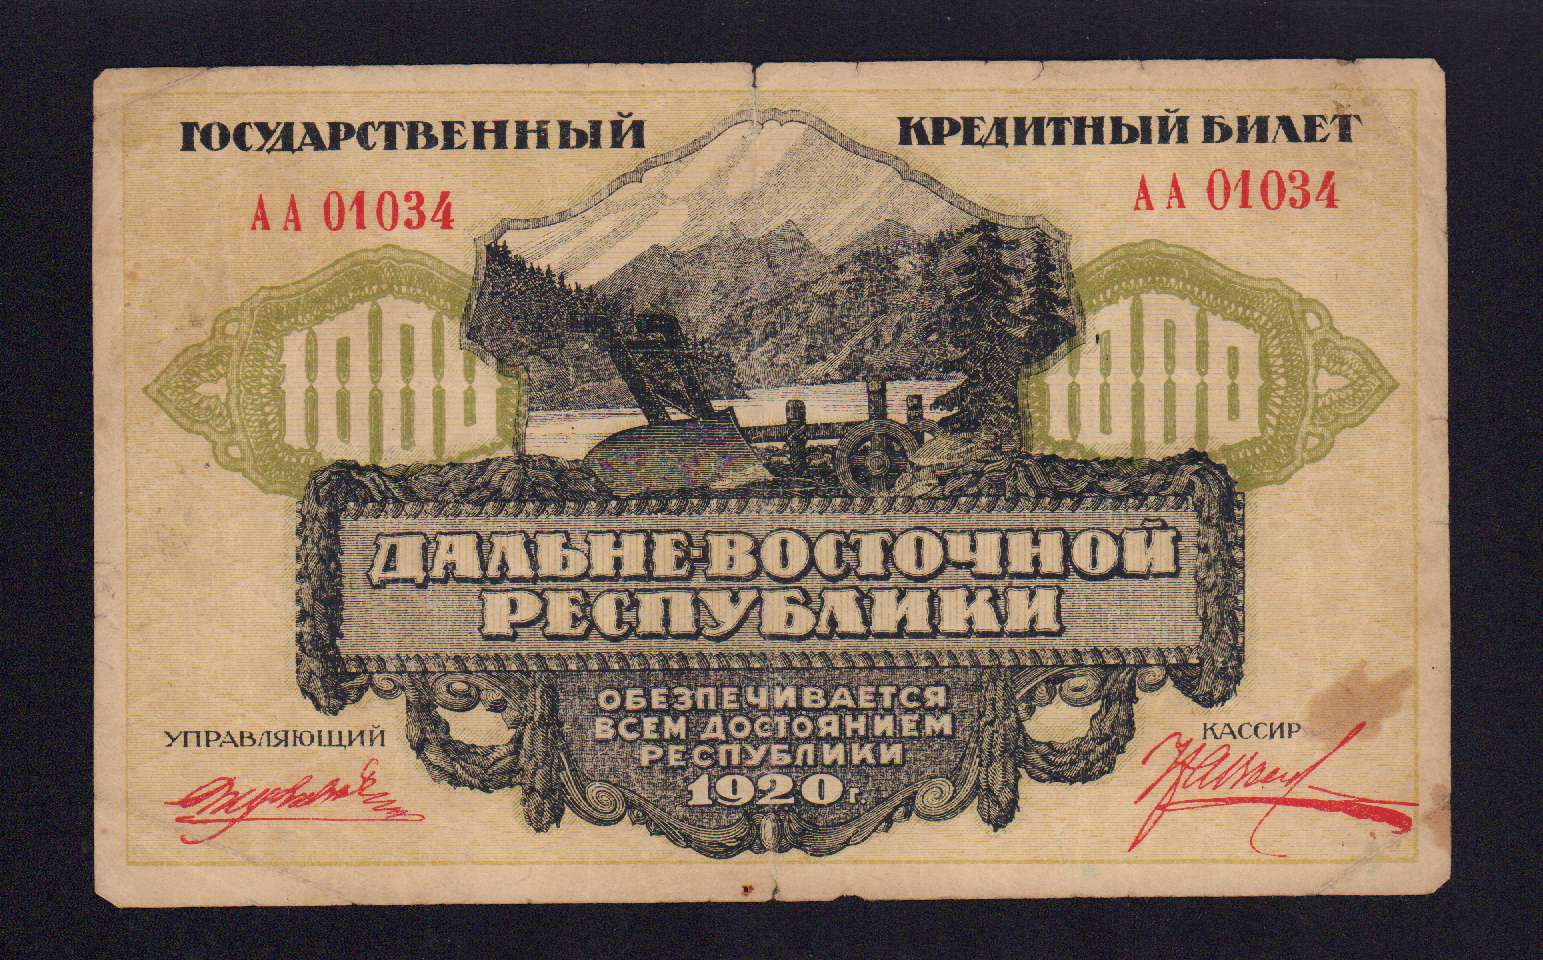 ГОСУДАРСТВЕННЫЙ КРЕДИТНЫЙ БИЛЕТ
АА 01034 АА 01034
1000 1000
ДАЛЬНЕ-ВОСТОЧНОЙ
РЕСПУБЛИКИ
ОБЕЗПЕЧИВАЕТСЯ
ВСЕМ ДОСТОЯНИЕМ
РЕСПУБЛИКИ
1920 г.
УПРАВЛЯЮЩИЙ КАССИР